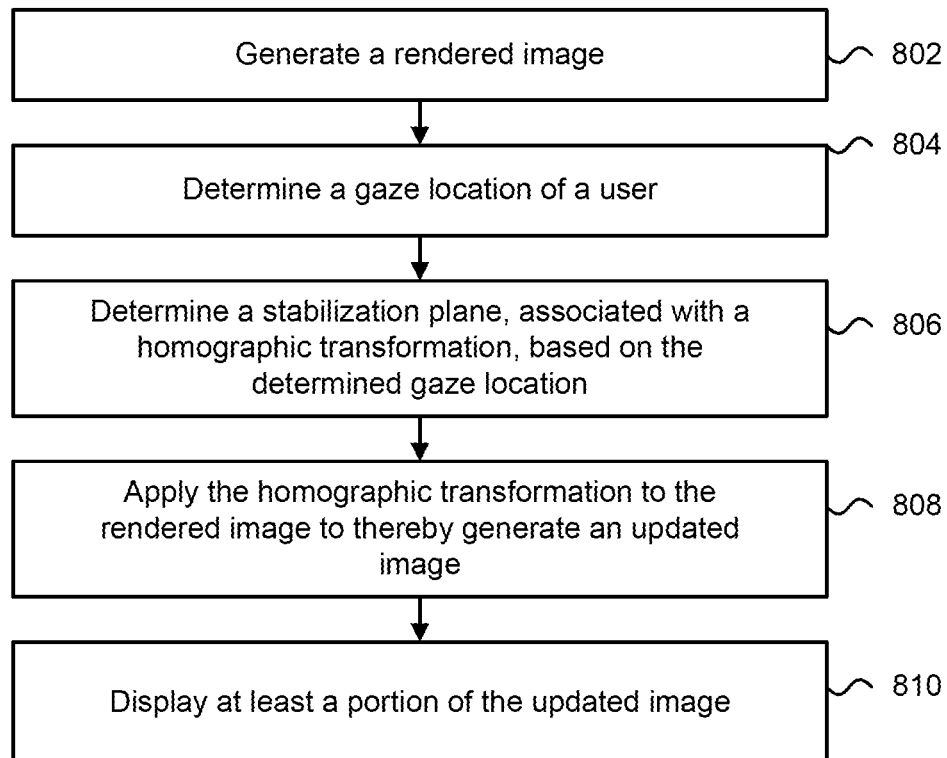 Generate a rendered image
802
804
Determine a gaze location of a user
Determine a stabilization plane, associated with a
homographic transformation, based on the
determined gaze location
806
Apply the homographic transformation to the
rendered image to thereby generate an updated
image
808
Display at least a portion of the updated image
810